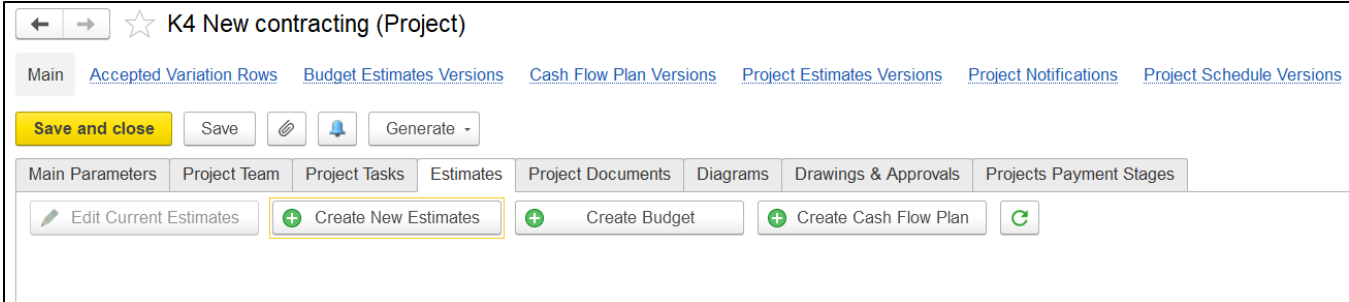 K4 New contracting (Project)
Main Accepted Variation Rows Budget Estimates Versions Cash Flow Plan Versions Project Estimates Versions Project Notifications Project Schedule Versions
Save and close Save Generate
Main Parameters Project Team Project Tasks Estimates Project Documents Diagrams Drawings & Approvals Projects Payment Stages
Edit Current Estimates Create New Estimates Create Budget Create Cash Flow Plan